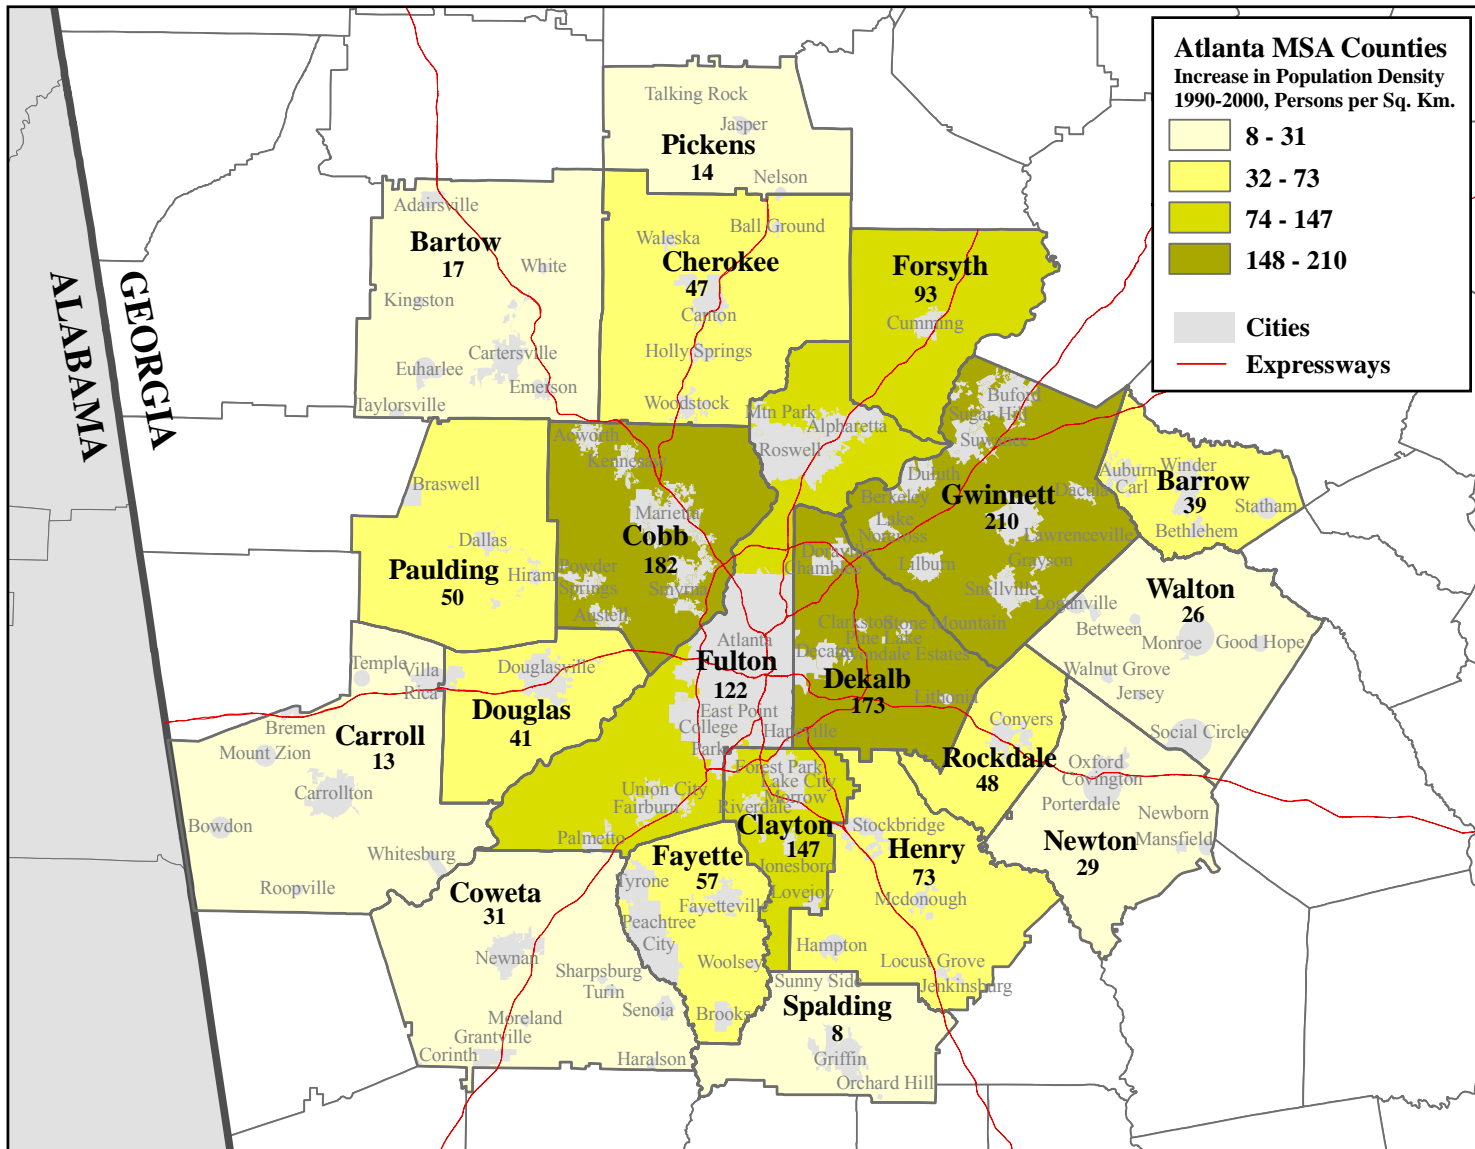 Atlanta MSA Counties
Increase in Population Density
1990-2000, Persons per Sq. Km.
8 - 31
32 - 73
74 - 147
148 - 210
Cities
Expressways
ALABAMA
GEORGIA
Talking Rock
Jasper
Pickens
14
Nelson
Adairsville
Bartow
17
White
Kingston
Cartersville
Euharlee
Emerson
Taylorsville
Ball Ground
Waleska
Cherokee
47
Canton
Holly Springs
Woodstock
Forsyth
93
Cumming
Mtn Park
Alpharetta
Roswell
Buford
Sugar Hill
Suwanee
Duluth
Berkeley
Lake
Norcross
Gwinnett
210
Dacula
Lawrenceville
Lilburn
Grayson
Snellville
Loganville
Auburn
Winder
Carl
Barrow
39
Statham
Bethlehem
Acworth
Kennesaw
Marietta
Cobb
182
Powder
Springs
Smyrna
Austell
Braswell
Dallas
Paulding
50
Hiram
Doraville
Chamblee
Clarkston
Stone Mountain
Pine Lake
Decatur
Avondale Estates
Dekalb
173
Lithonia
Atlanta
Fulton
122
East Point
College
Park
Hapeville
Union City
Fairburn
Palmetto
Walton
26
Between
Monroe
Good Hope
Walnut Grove
Jersey
Social Circle
Temple
Villa
Rica
Douglasville
Douglas
41
Bremen
Mount Zion
Carroll
13
Carrollton
Bowdon
Whitesburg
Roopville
Conyers
Rockdale
48
Oxford
Covington
Porterdale
Newborn
Mansfield
Newton
29
Forest Park
Lake City
Morrow
Riverdale
Clayton
147
Jonesboro
Lovejoy
Stockbridge
Henry
73
Mcdonough
Hampton
Locust Grove
Jenkinsburg
Fayette
57
Tyrone
Fayetteville
Peachtree
City
Woolsey
Brooks
Coweta
31
Newnan
Sharpsburg
Turin
Senoia
Moreland
Grantville
Corinth
Haralson
Sunny Side
Spalding
8
Griffin
Orchard Hill